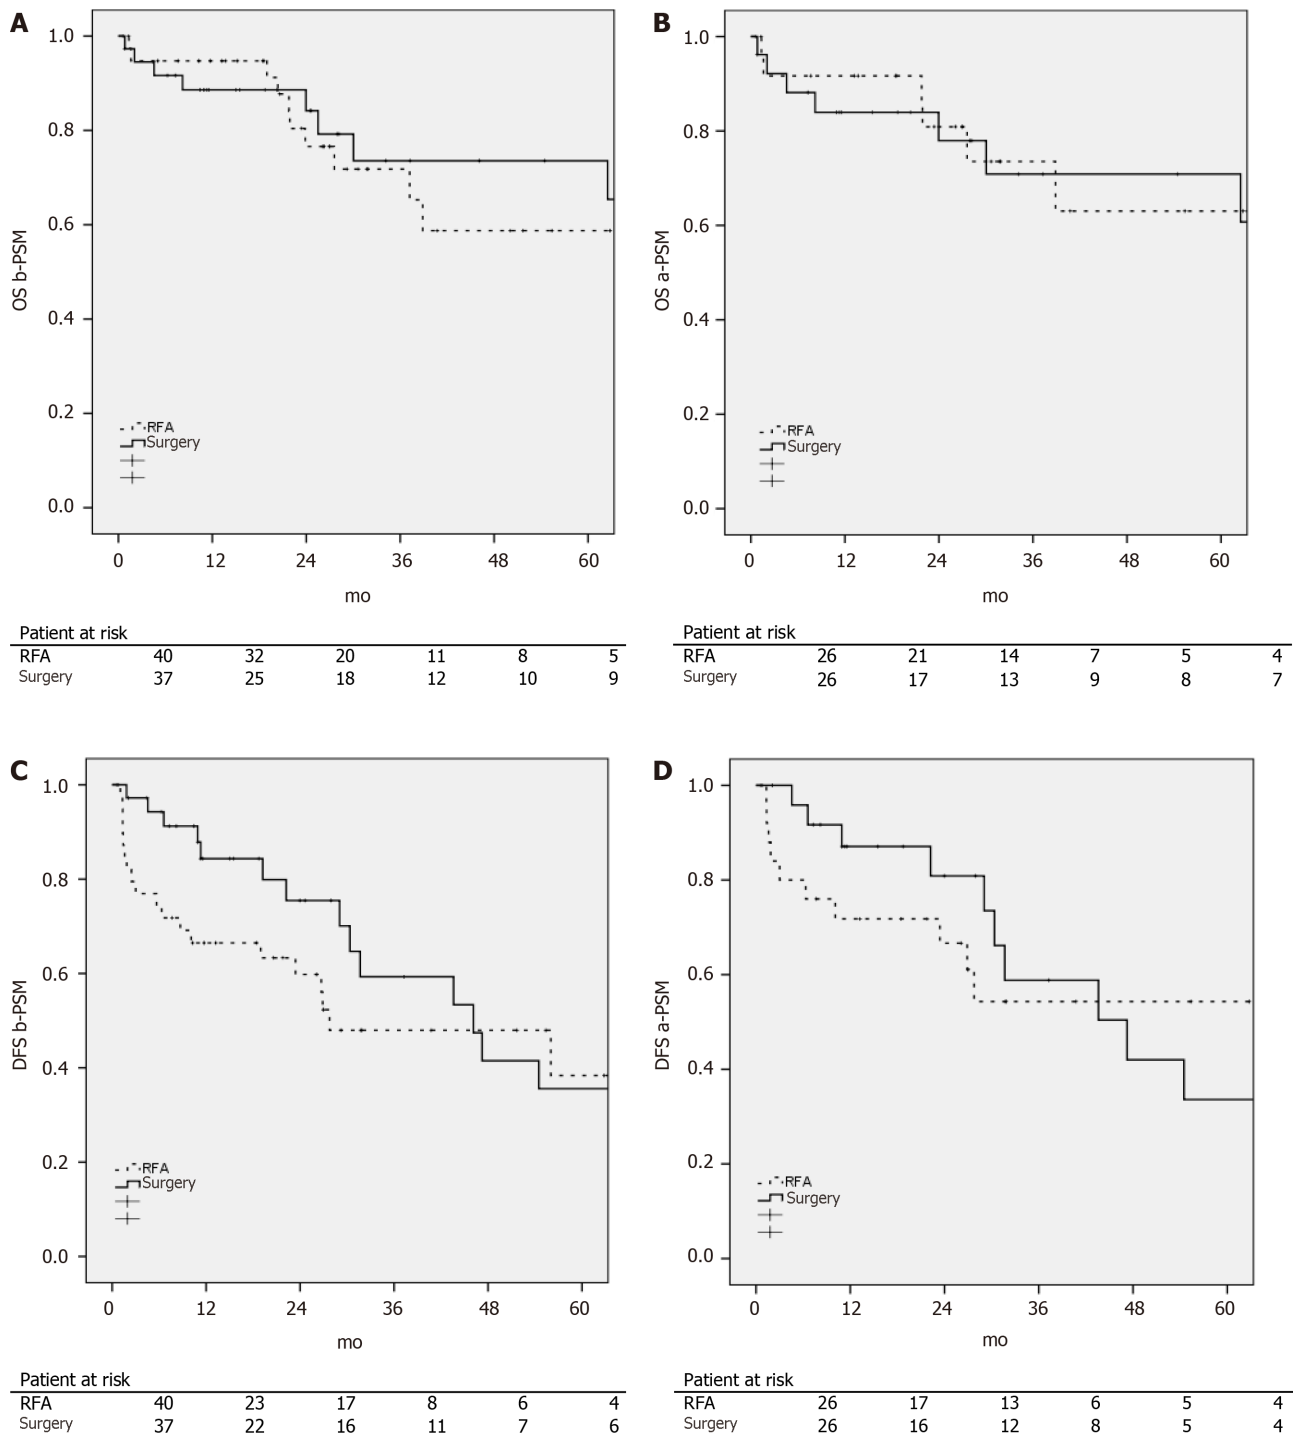 A
1.0
0.8
0.6
0.4
0.2
0.0
OS b-PSM
RFA
Surgery
0 12 24 36 48 60
mo
Patient at risk
RFA 40 32 20 11 8 5
Surgery 37 25 18 12 10 9
B
1.0
0.8
0.6
0.4
0.2
0.0
OS a-PSM
RFA
Surgery
0 12 24 36 48 60
mo
Patient at risk
RFA 26 21 14 7 5 4
Surgery 26 17 13 9 8 7
C
1.0
0.8
0.6
0.4
0.2
0.0
DFS b-PSM
RFA
Surgery
0 12 24 36 48 60
mo
Patient at risk
RFA 40 23 17 8 6 4
Surgery 37 22 16 11 7 6
D
1.0
0.8
0.6
0.4
0.2
0.0
DFS a-PSM
RFA
Surgery
0 12 24 36 48 60
mo
Patient at risk
RFA 26 17 13 6 5 4
Surgery 26 16 12 8 5 4